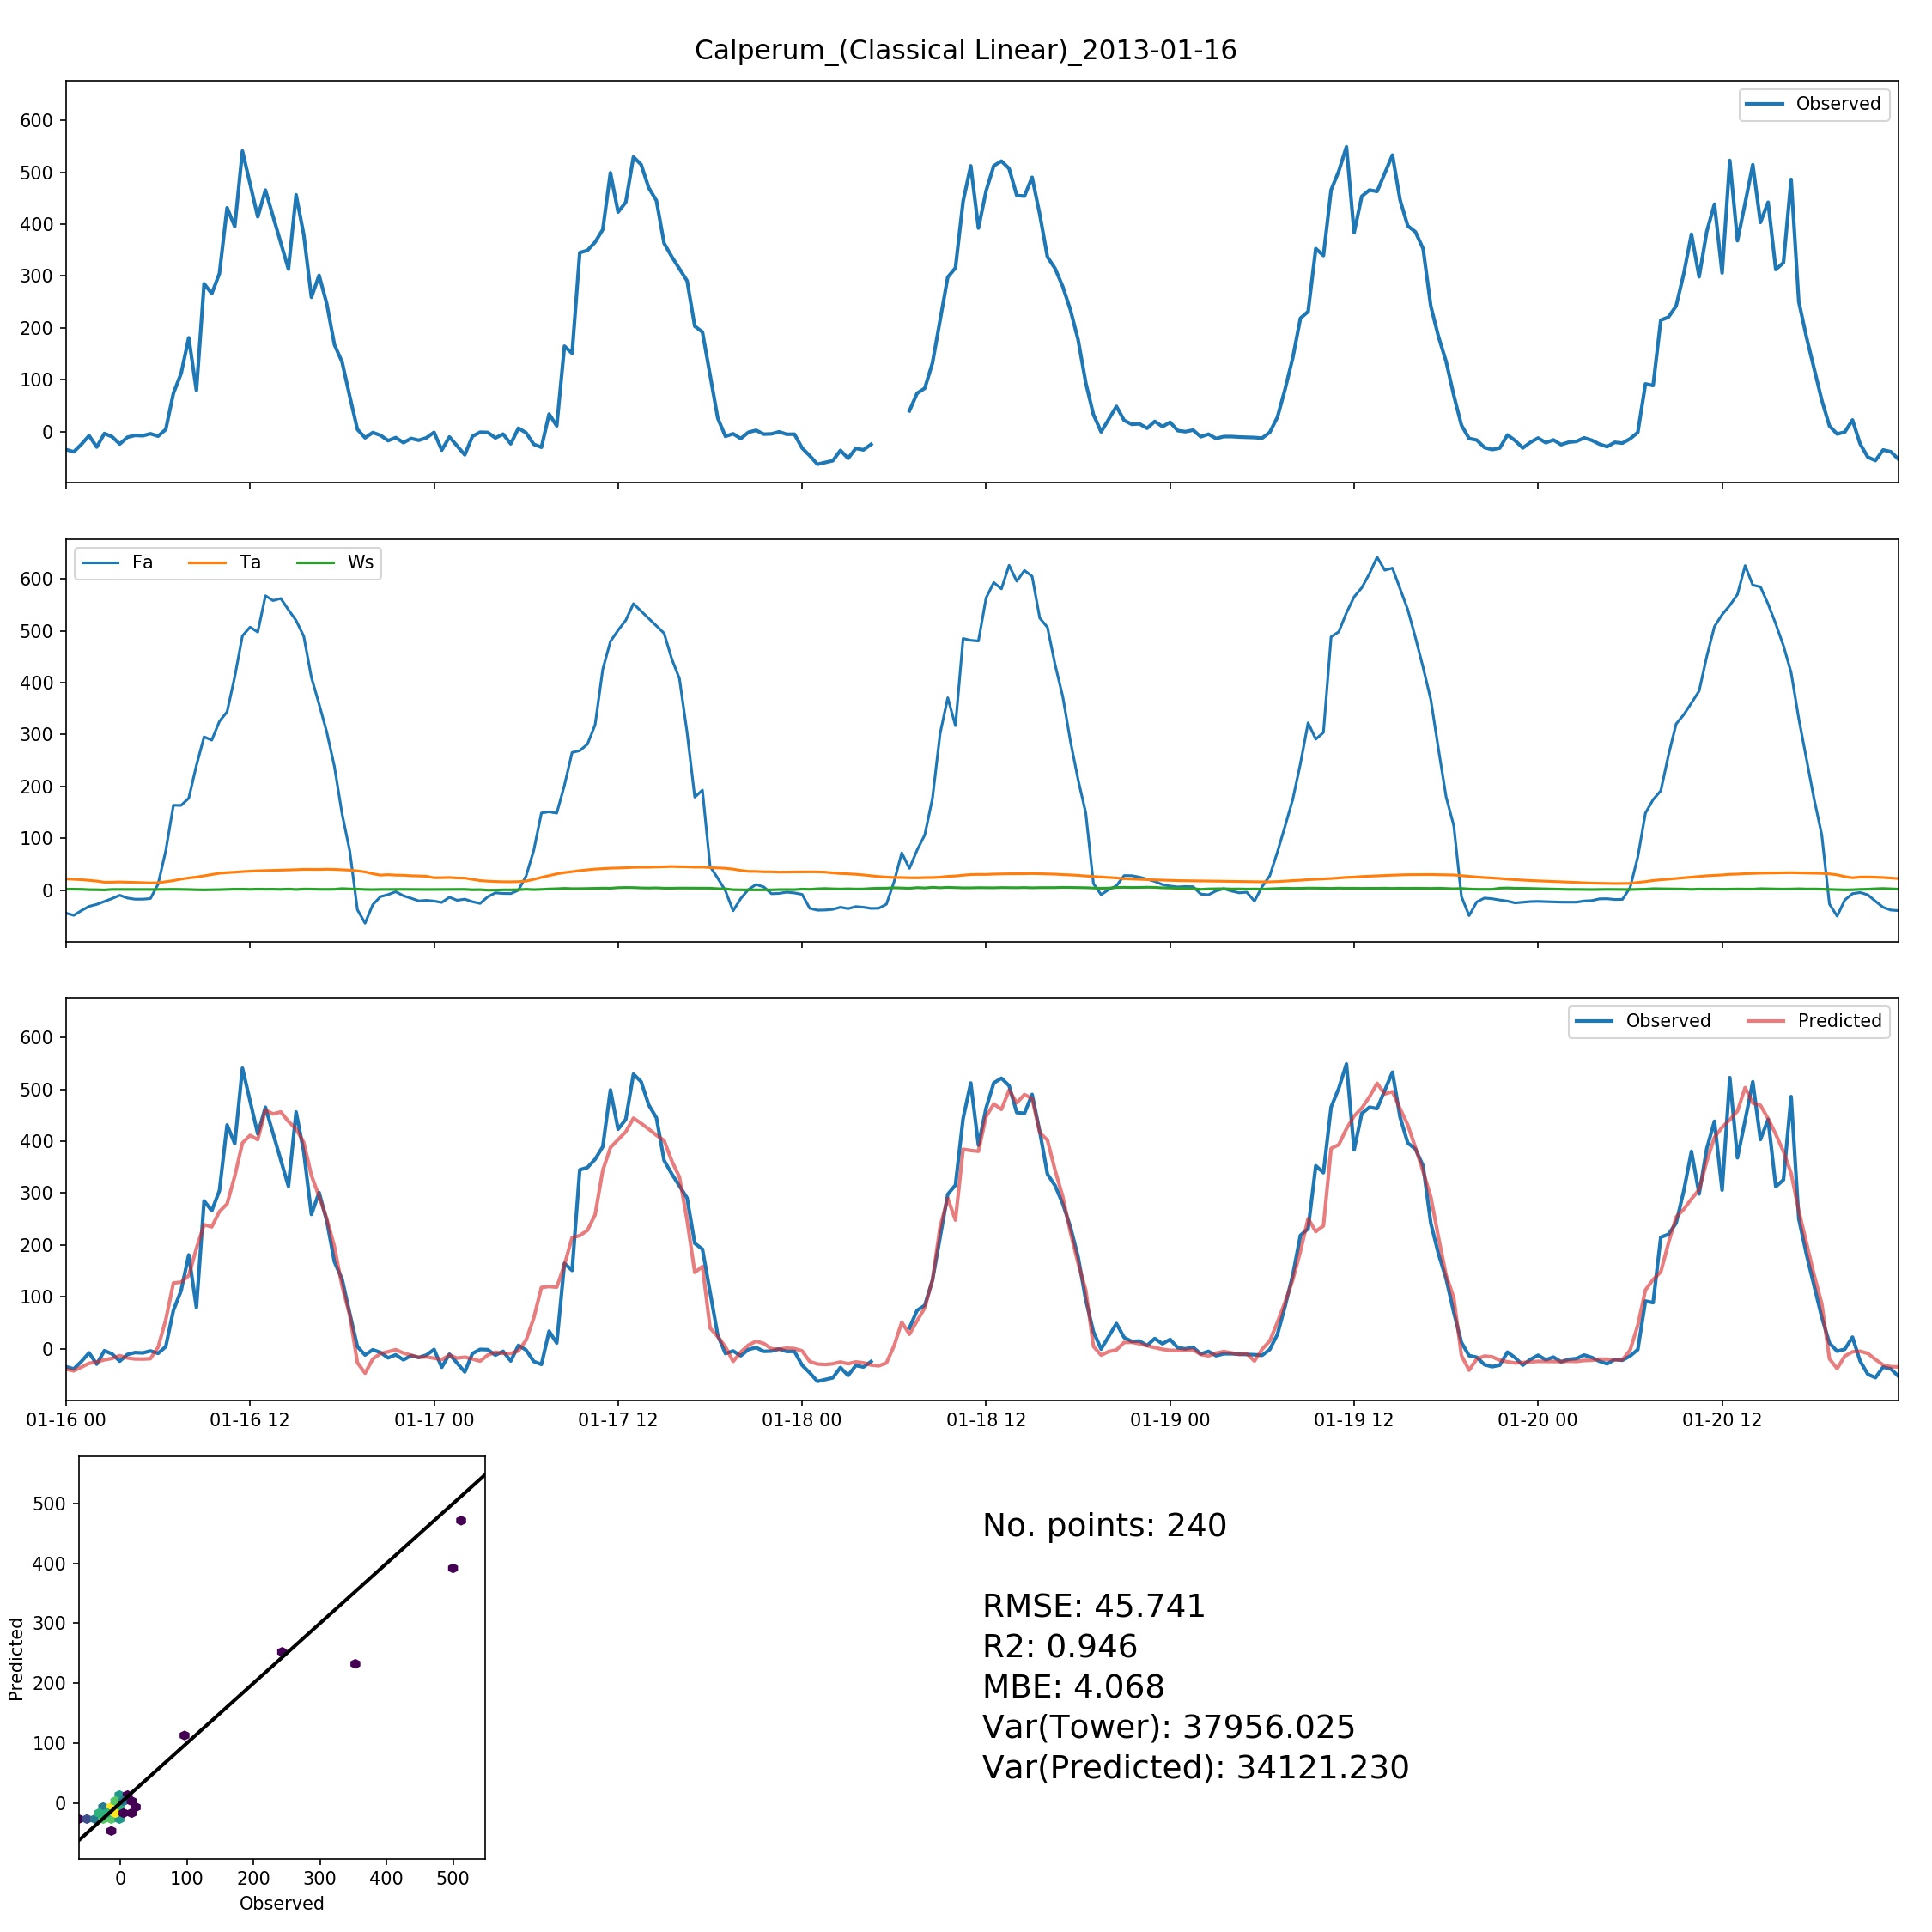 Calperum_(Classical Linear)_2013-01-16
Observed
600
500
400
300
200
100
0
Fa Ta Ws
600
500
400
300
200
100
0
Observed Predicted
600
500
400
300
200
100
0
01-16 00 01-16 12 01-17 00 01-17 12 01-18 00 01-18 12 01-19 00 01-19 12 01-20 00 01-20 12
500
400
300
200
100
0
Predicted
0 100 200 300 400 500
Observed
No. points: 240
RMSE: 45.741
R2: 0.946
MBE: 4.068
Var(Tower): 37956.025
Var(Predicted): 34121.230